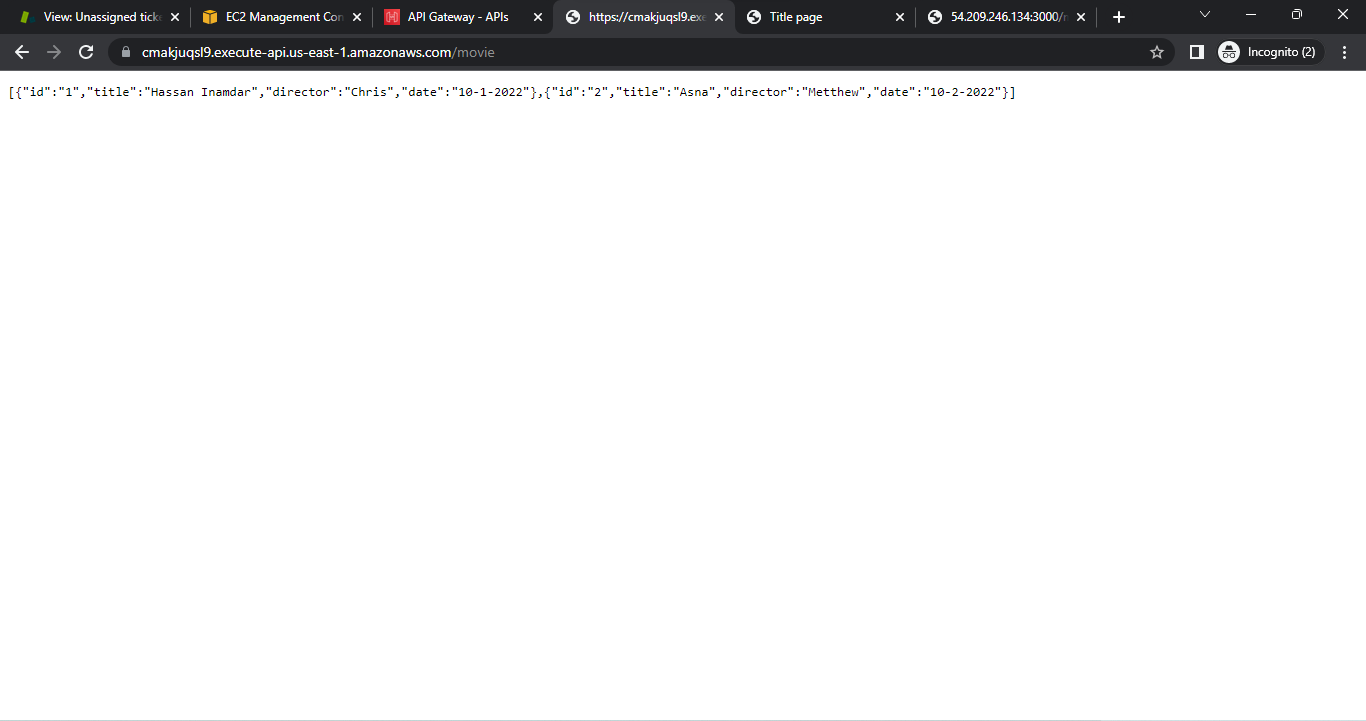 View: Unassigned ticke
EC2 Management Con
API Gateway - APIs
https://cmakjuqsl9.exe
Title page
54.209.246.134:3000/
cmakjuqsl9.execute-api.us-east-1.amazonaws.com/movie
Incognito (2)
[{"id":"1","title":"Hassan Inamdar","director":"Chris","date":"10-1-2022"},{"id":"2","title":"Asna","director":"Metthew","date":"10-2-2022"}]